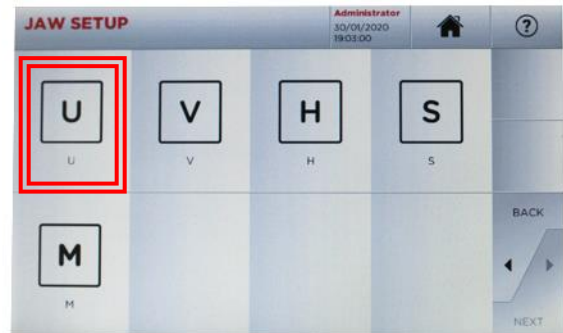 JAW SETUP
Administrator
30/01/2020
19:03:00
?
U
V
H
S
U
V
H
S
M
M
BACK
NEXT